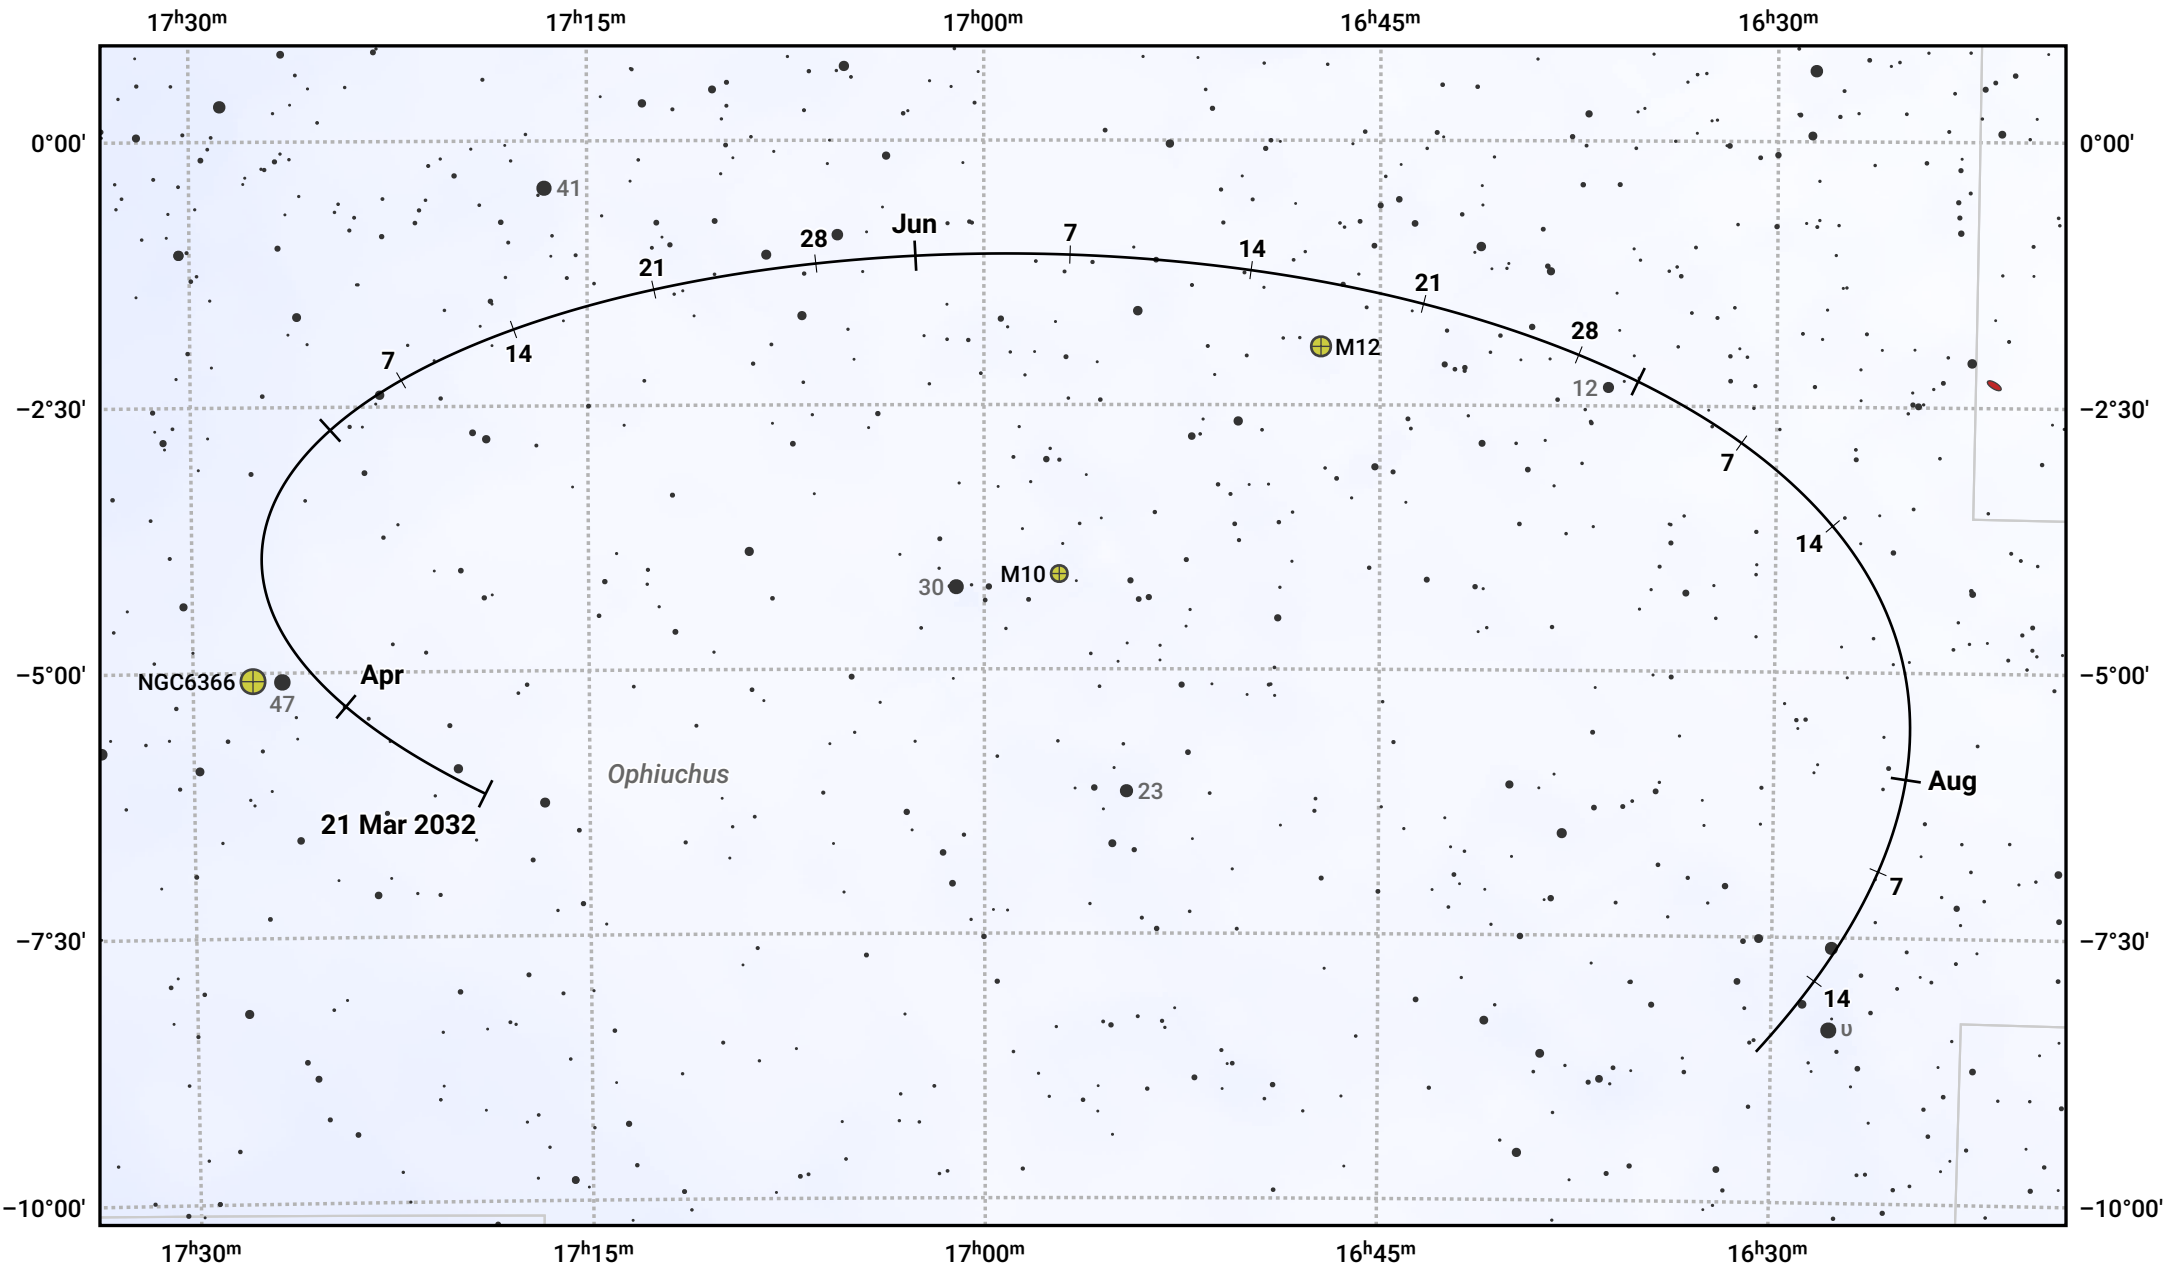 17ʰ30ᵐ 17ʰ15ᵐ 17ʰ00ᵐ 16ʰ45ᵐ 16ʰ30ᵐ
0°00' 0°00'
41
Jun
28 7 14
21 21
28
M12
7 14
12
−2°30' −2°30'
7
14
M10
30
Apr
−5°00' −5°00'
NGC6366
47
Ophiuchus
Aug
23
21 Mar 2032
7
−7°30' −7°30'
14
υ
−10°00' −10°00'
17ʰ30ᵐ 17ʰ15ᵐ 17ʰ00ᵐ 16ʰ45ᵐ 16ʰ30ᵐ